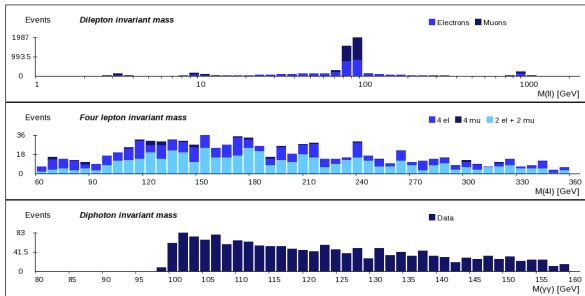 Events Dilepton invariant mass
Electrons Muons
1987
993.5
0
1 10 100 1000
M(ll) [GeV]
Events Four lepton invariant mass
4 el 4 mu 2 el + 2 mu
36
18
0
60 90 120 150 180 210 240 270 300 330 360
M(4l) [GeV]
Events Diphoton invariant mass
Data
83
41.5
0
80 85 90 95 100 105 110 115 120 125 130 135 140 145 150 155 160
M(γγ) [GeV]